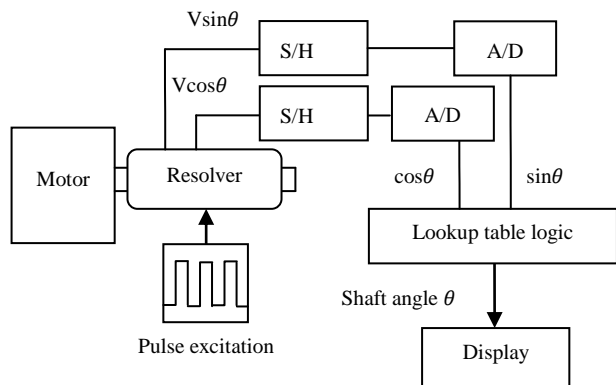 Vsinθ
S/H
A/D
Vcosθ
S/H
A/D
Motor
Resolver
cosθ
sinθ
Lookup table logic
Shaft angle θ
Pulse excitation
Display